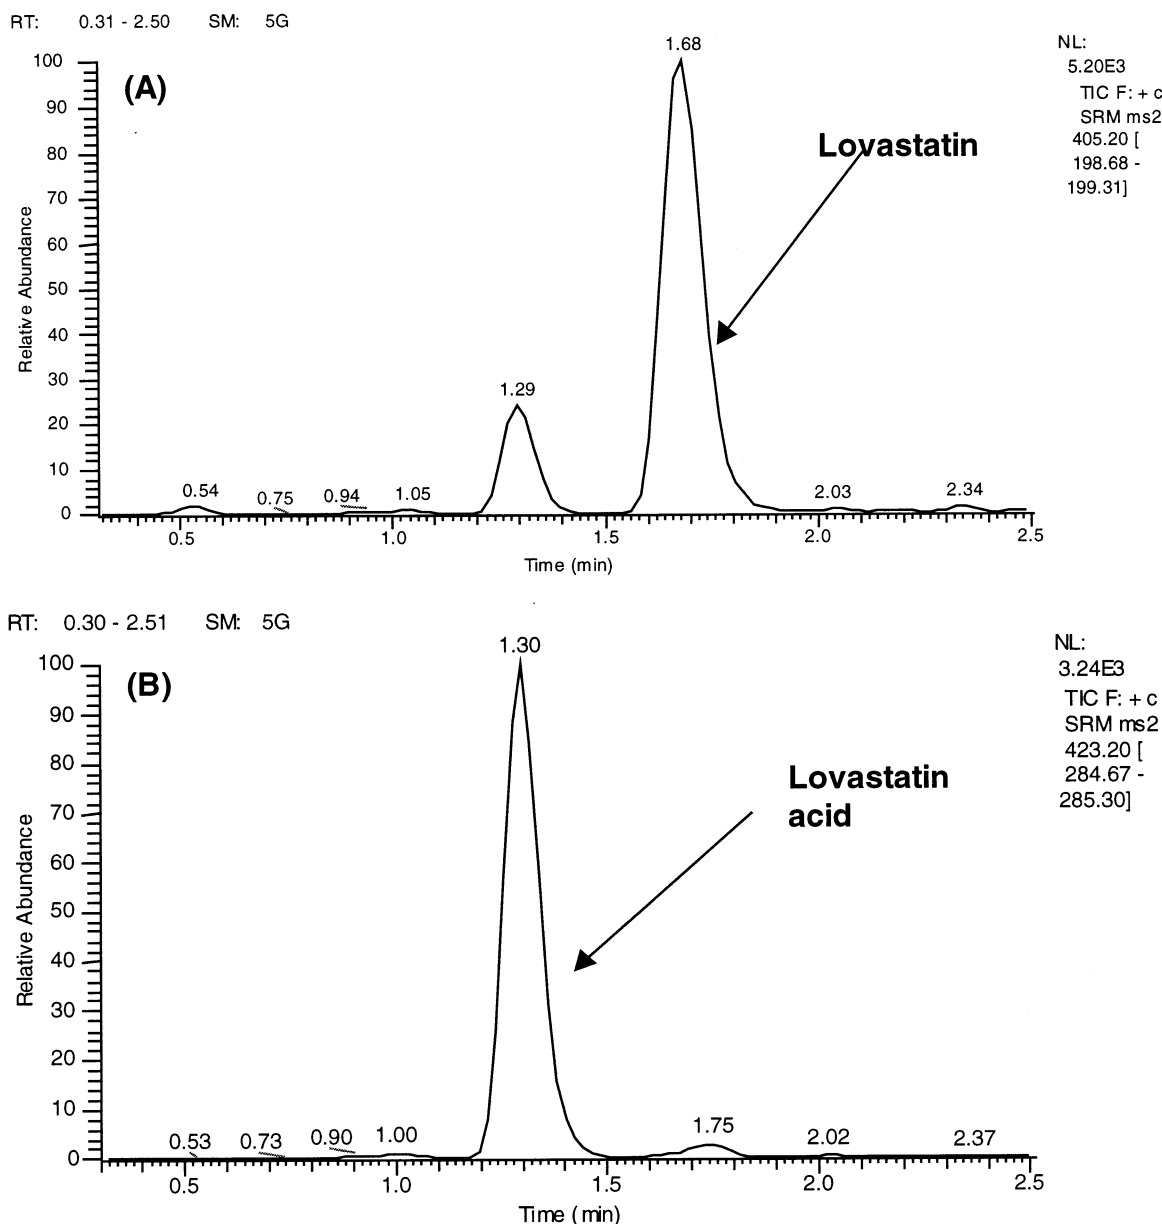 RT: 0.31 - 2.50 SM: 5G
NL:
5.20E3
TIC F: + c
SRM ms2
405.20 [
198.68 -
199.31]
(A)
1.68
Lovastatin
1.29
0.54
0.75
0.94
1.05
2.03
2.34
100
90
80
70
60
50
40
30
20
10
0
Relative Abundance
0.5 1.0 1.5 2.0 2.5
Time (min)
RT: 0.30 - 2.51 SM: 5G
NL:
3.24E3
TIC F: + c
SRM ms2
423.20 [
284.67 -
285.30]
(B)
1.30
Lovastatin
acid
0.53
0.73
0.90
1.00
1.75
2.02
2.37
100
90
80
70
60
50
40
30
20
10
0
Relative Abundance
0.5 1.0 1.5 2.0 2.5
Time (min)